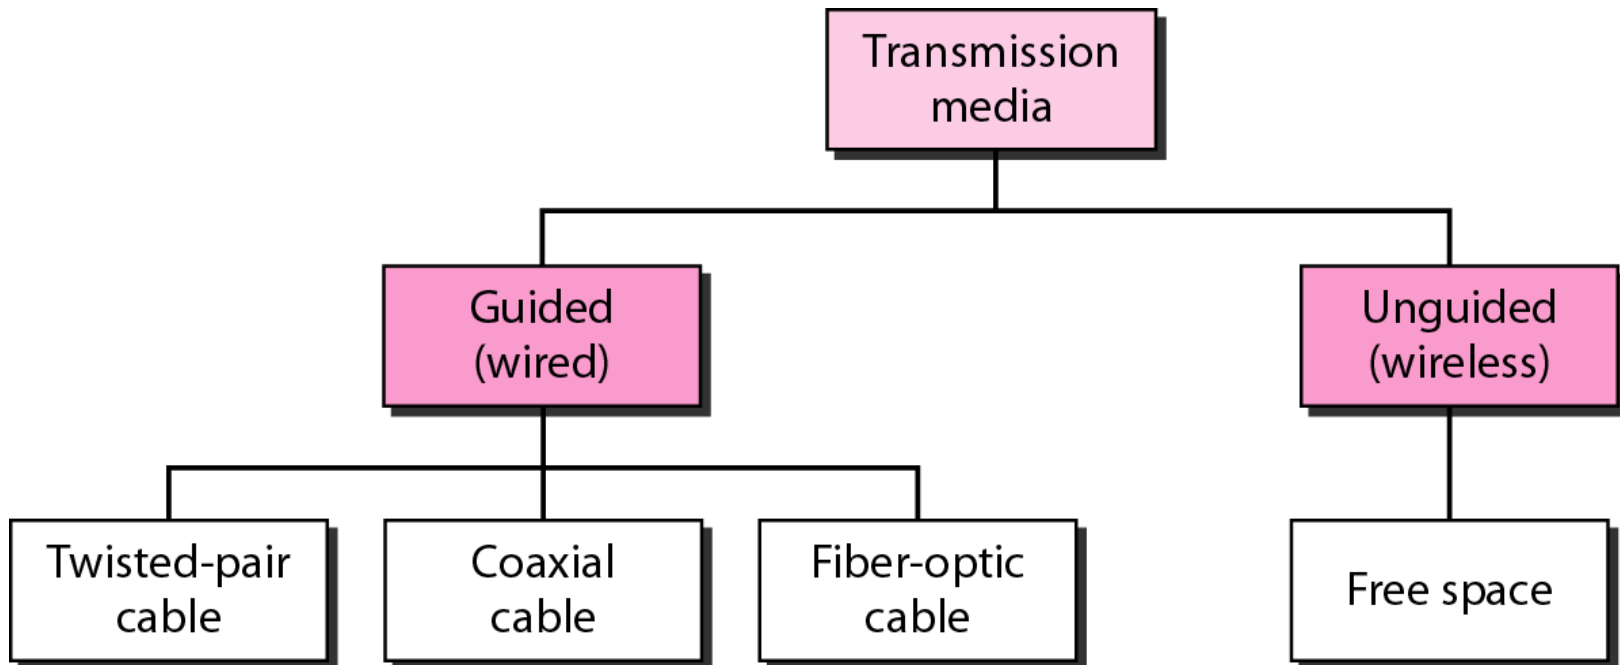 Transmission
media
Guided
(wired)
Unguided
(wireless)
Twisted-pair
cable
Coaxial
cable
Fiber-optic
cable
Free space